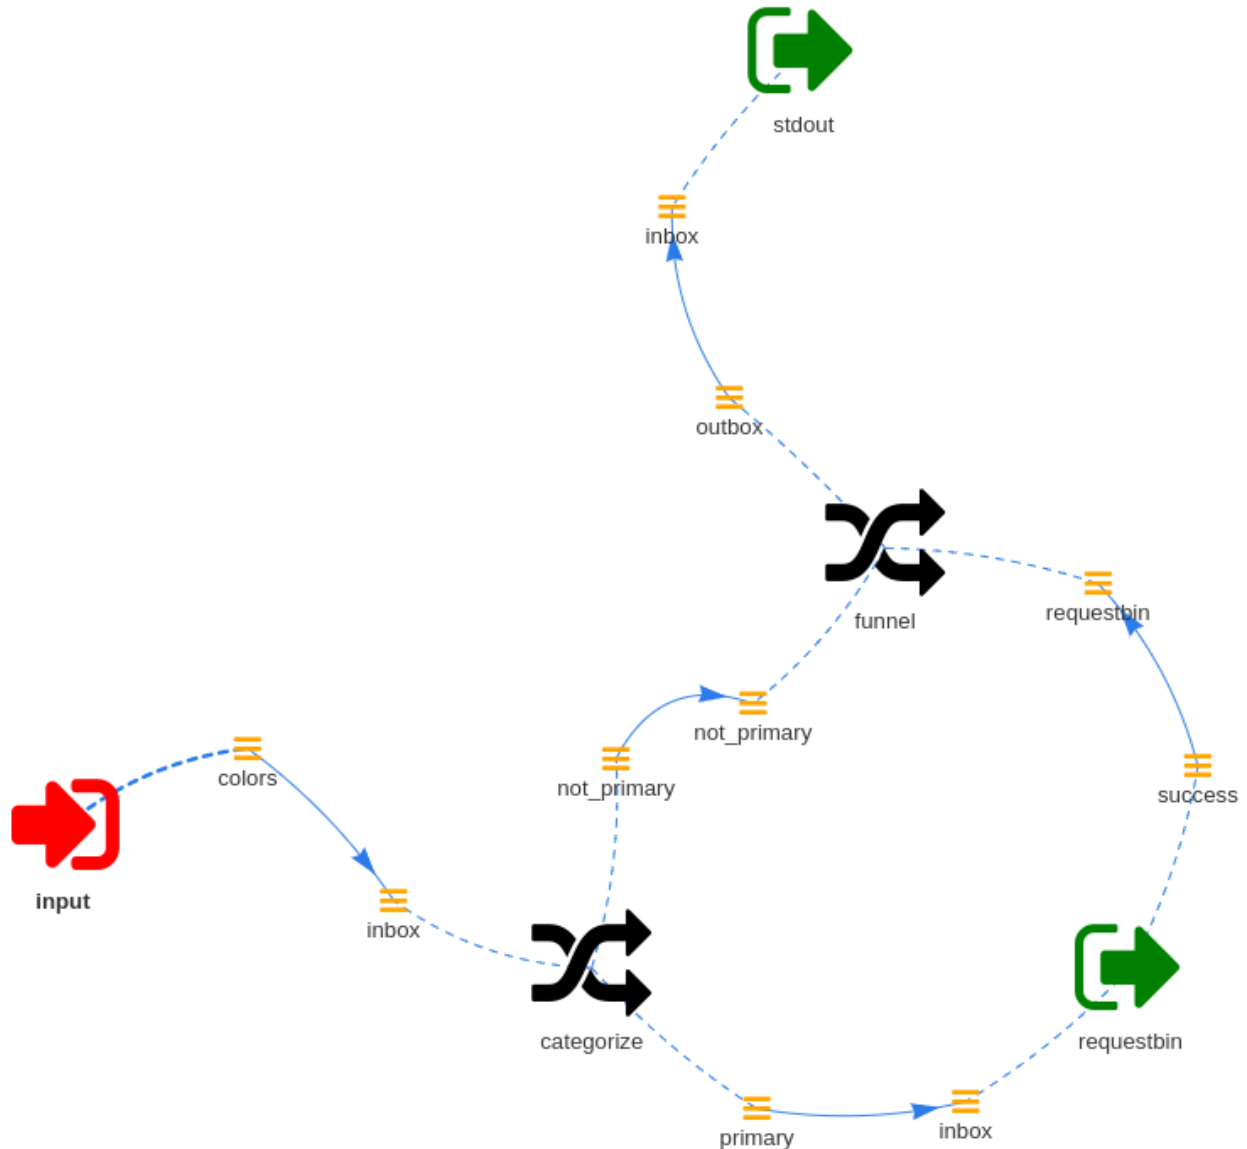 stdout
inbox
outbox
funnel
requestbin
not_primary
colors
not_primary
success
input
inbox
categorize
requestbin
primary
inbox